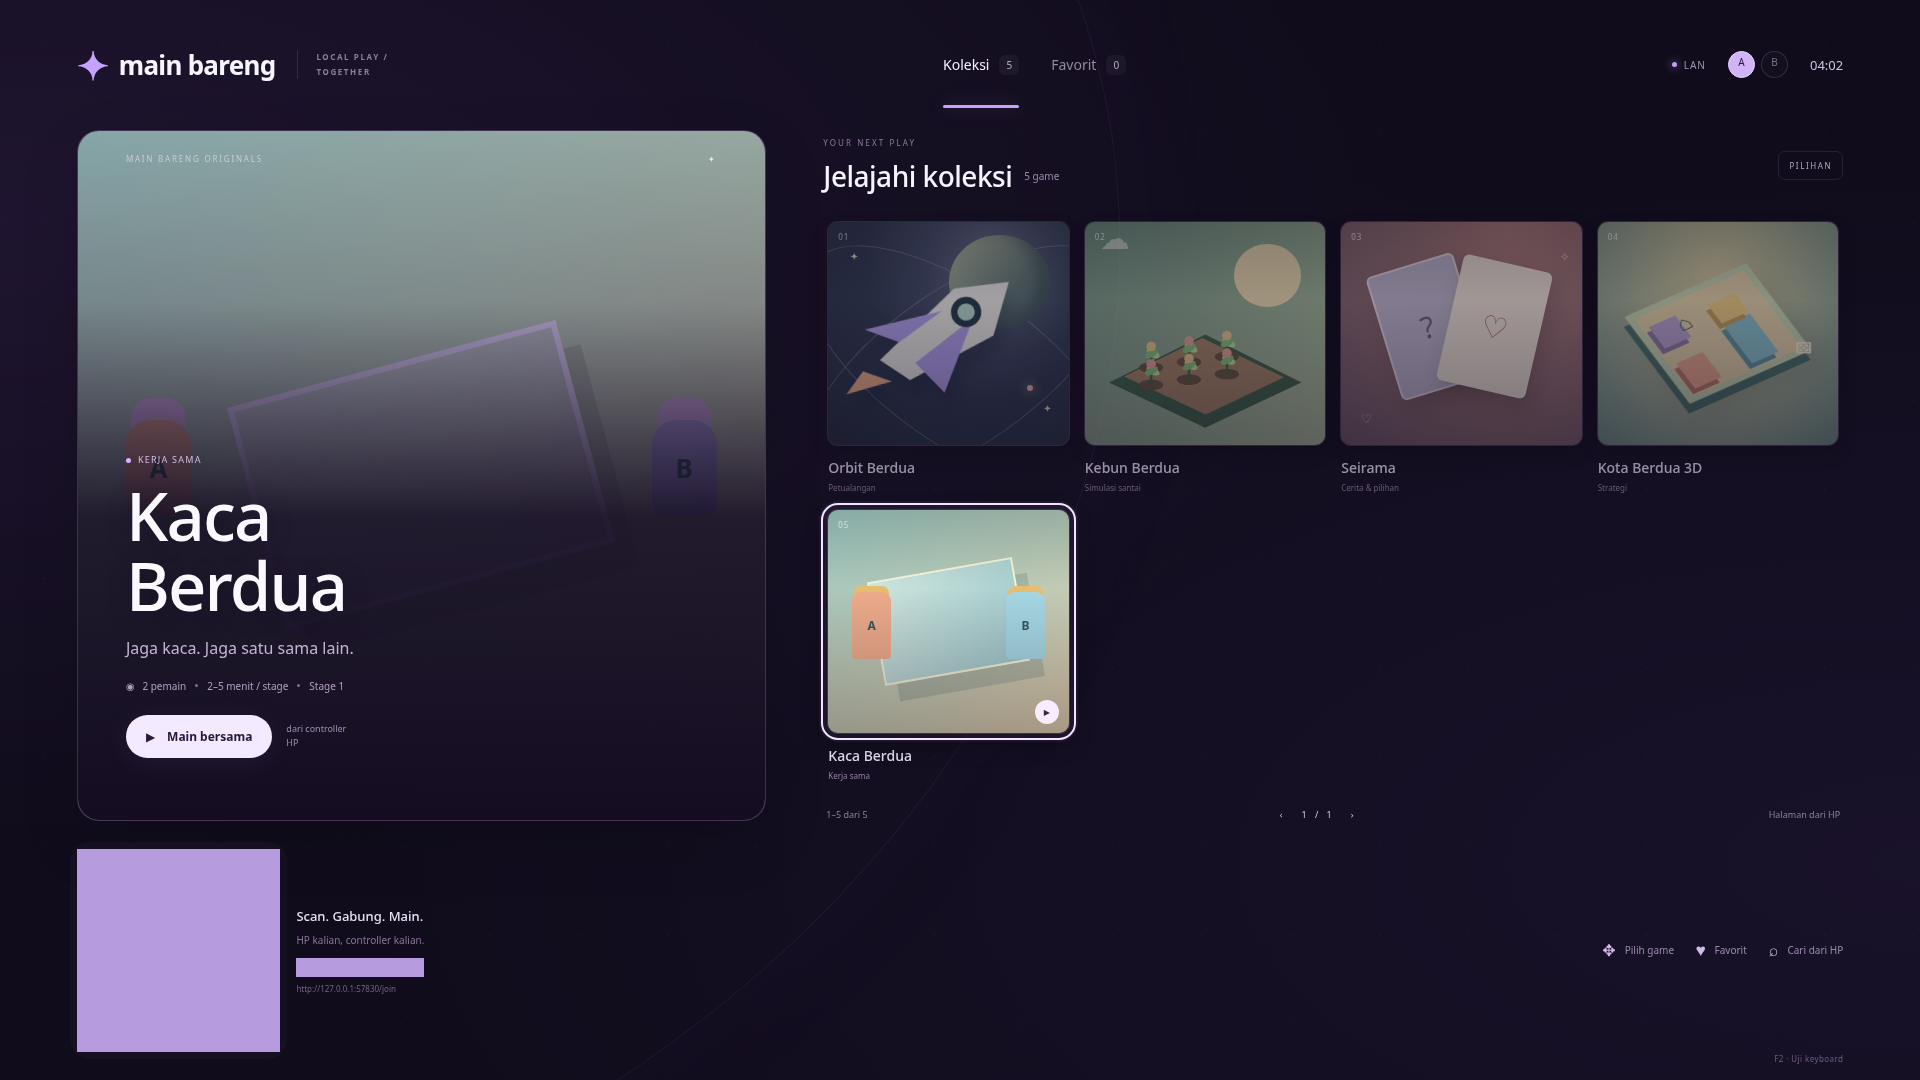 main bareng
LOCAL PLAY /
TOGETHER
Koleksi 5
Favorit 0
LAN
A
B
04:02
MAIN BARENG ORIGINALS
A
B
KERJA SAMA
Kaca
Berdua
Jaga kaca. Jaga satu sama lain.
2 pemain • 2–5 menit / stage • Stage 1
Main bersama
dari controller
HP
YOUR NEXT PLAY
Jelajahi koleksi 5 game
PILIHAN
01
02
03
?
04
Orbit Berdua
Petualangan
Kebun Berdua
Simulasi santai
Seirama
Cerita & pilihan
Kota Berdua 3D
Strategi
05
A
B
Kaca Berdua
Kerja sama
1–5 dari 5
‹ 1 / 1 ›
Halaman dari HP
Scan. Gabung. Main.
HP kalian, controller kalian.
http://127.0.0.1:57830/join
Pilih game
Favorit
Cari dari HP
F2 · Uji keyboard